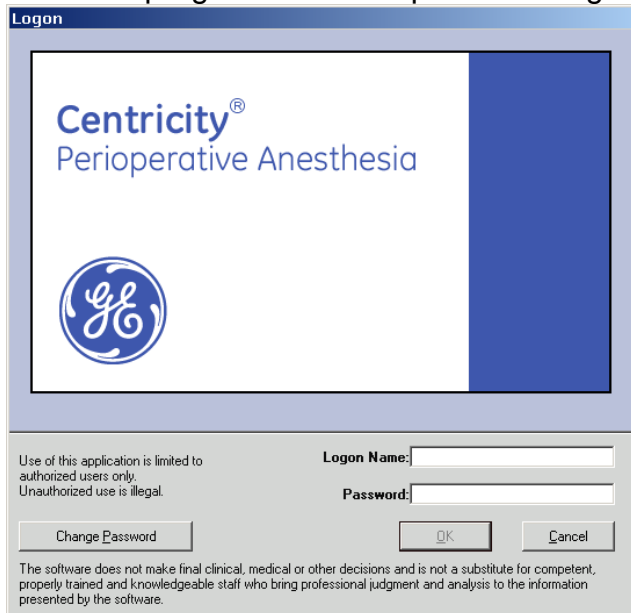 Logon
Centricity®
Perioperative Anesthesia
GE
Use of this application is limited to
authorized users only.
Unauthorized use is illegal.
Logon Name:
Password:
Change Password
OK
Cancel
The software does not make final clinical, medical or other decisions and is not a substitute for competent,
properly trained and knowledgeable staff who bring professional judgment and analysis to the information
presented by the software.